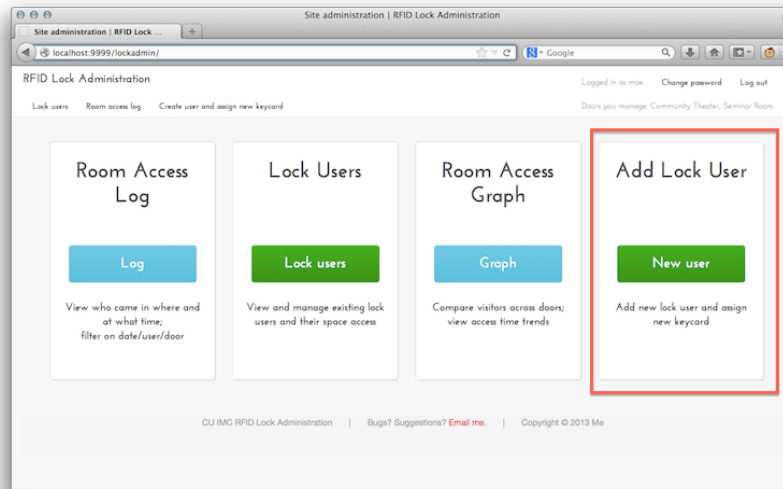 Site administration | RFID Lock Administration
Site administration | RFID Lock ...
localhost:9999/lockadmin/
Google
RFID Lock Administration
Logged in as moe Change password Log out
Lock users Room access log Create user and assign new keycard
Doors you manage: Community Theater, Seminar Room
Room Access
Log
Log
View who came in where and
at what time;
filter on date/user/door
Lock Users
Lock users
View and manage existing lock
users and their space access
Room Access
Graph
Graph
Compare visitors across doors;
view access time trends
Add Lock User
New user
Add new lock user and assign
new keycard
CU IMC RFID Lock Administration | Bugs? Suggestions? Email me. | Copyright © 2013 Me